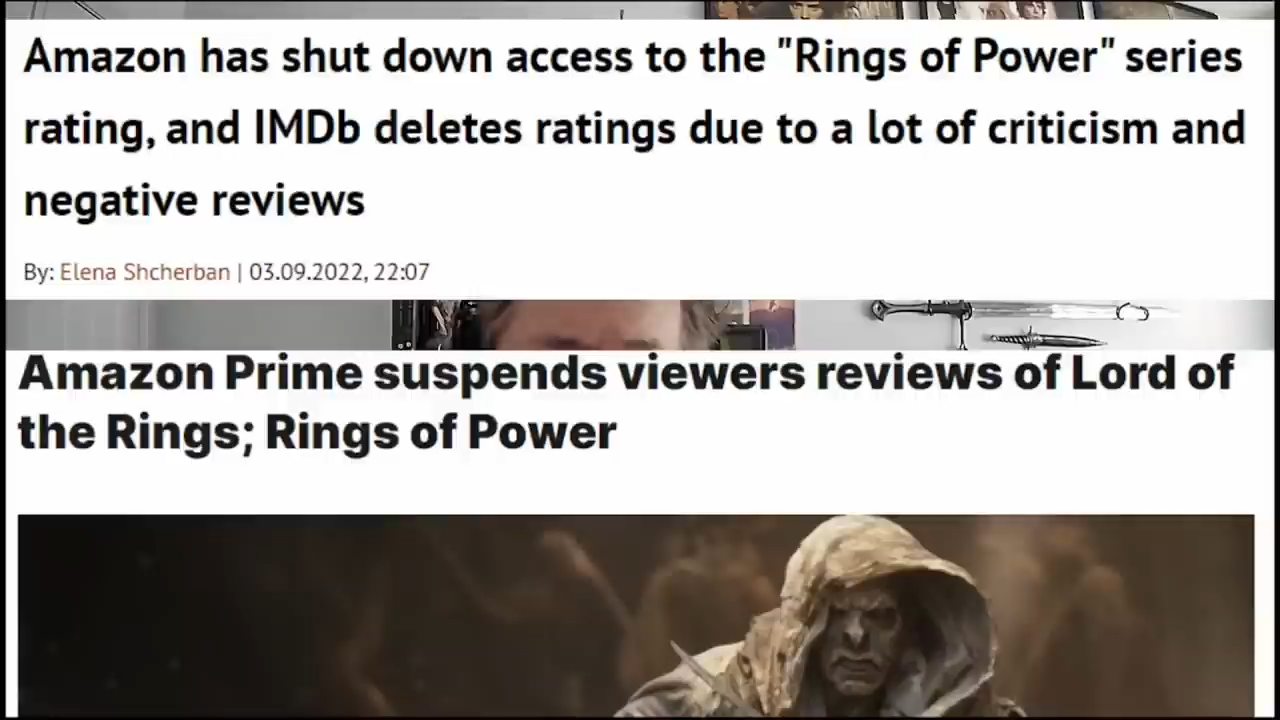 Amazon has shut down access to the "Rings of Power" series
rating, and IMDb deletes ratings due to a lot of criticism and
negative reviews
By: Elena Shcherban | 03.09.2022, 22:07
Amazon Prime suspends viewers reviews of Lord of
the Rings; Rings of Power